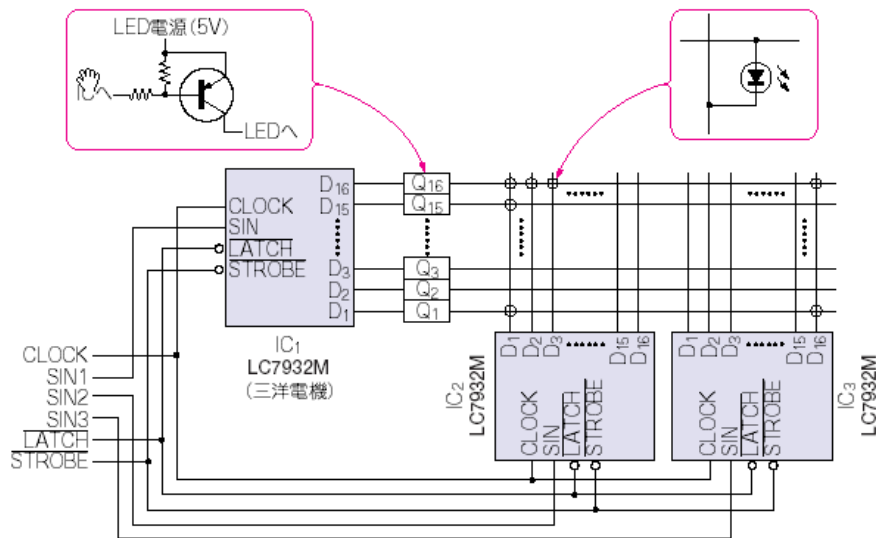 LED電源(5V)
LEDへ
D16
D15
D3
D2
D1
CLOCK
SIN
LATCH
STROBE
Q16
Q15
Q3
Q2
Q1
IC1
LC7932M
(三洋電機)
CLOCK
SIN1
SIN2
SIN3
LATCH
STROBE
IC2
LC7932M
D1
D2
D3
D15
D16
CLOCK
SIN
LATCH
STROBE
D1
D2
D3
D15
D16
CLOCK
SIN
LATCH
STROBE
IC3
LC7932M